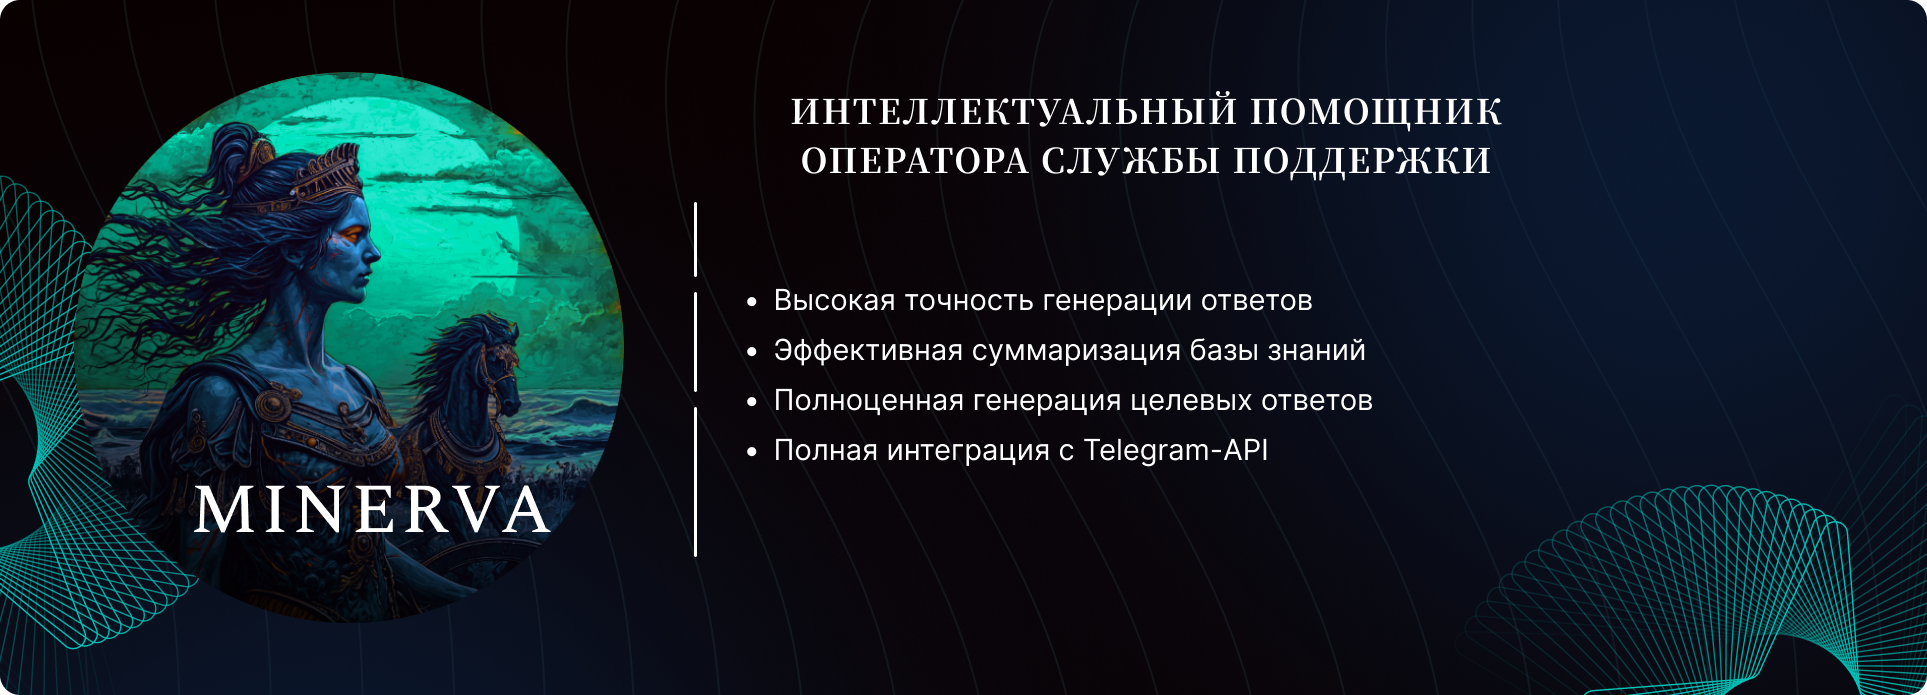 MINERVA
ИНТЕЛЛЕКТУАЛЬНЫЙ ПОМОЩНИК
ОПЕРАТОРА СЛУЖБЫ ПОДДЕРЖКИ
• Высокая точность генерации ответов
• Эффективная суммаризация базы знаний
• Полноценная генерация целевых ответов
• Полная интеграция с Telegram-API